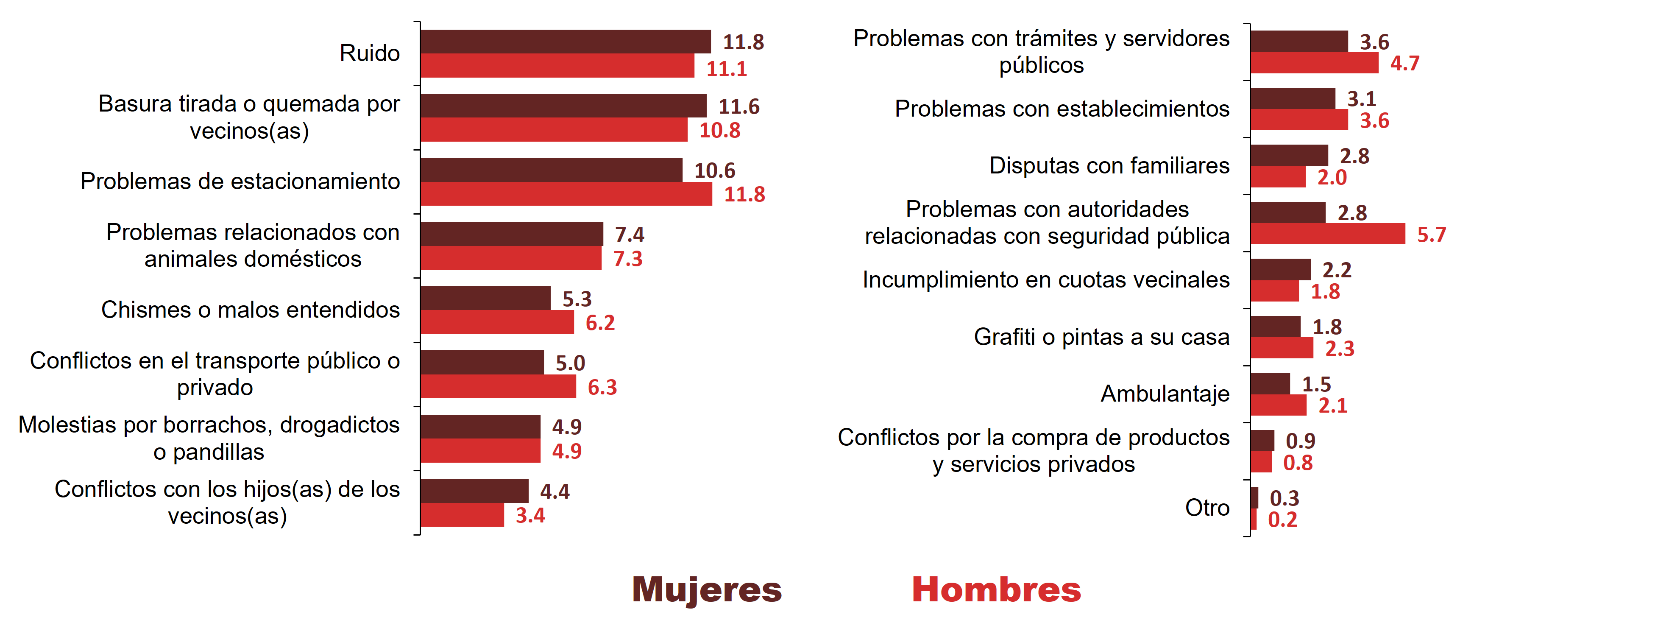 Ruido
11.8
11.1
Basura tirada o quemada por
vecinos(as)
11.6
10.8
Problemas de estacionamiento
10.6
11.8
Problemas relacionados con
animales domésticos
7.4
7.3
Chismes o malos entendidos
5.3
6.2
Conflictos en el transporte público o
privado
5.0
6.3
Molestias por borrachos, drogadictos
o pandillas
4.9
4.9
Conflictos con los hijos(as) de los
vecinos(as)
4.4
3.4
Problemas con trámites y servidores
públicos
3.6
4.7
Problemas con establecimientos
3.1
3.6
Disputas con familiares
2.8
2.0
Problemas con autoridades
relacionadas con seguridad pública
2.8
5.7
Incumplimiento en cuotas vecinales
2.2
1.8
Grafiti o pintas a su casa
1.8
2.3
Ambulantaje
1.5
2.1
Conflictos por la compra de productos
y servicios privados
0.9
0.8
Otro
0.3
0.2
Mujeres
Hombres